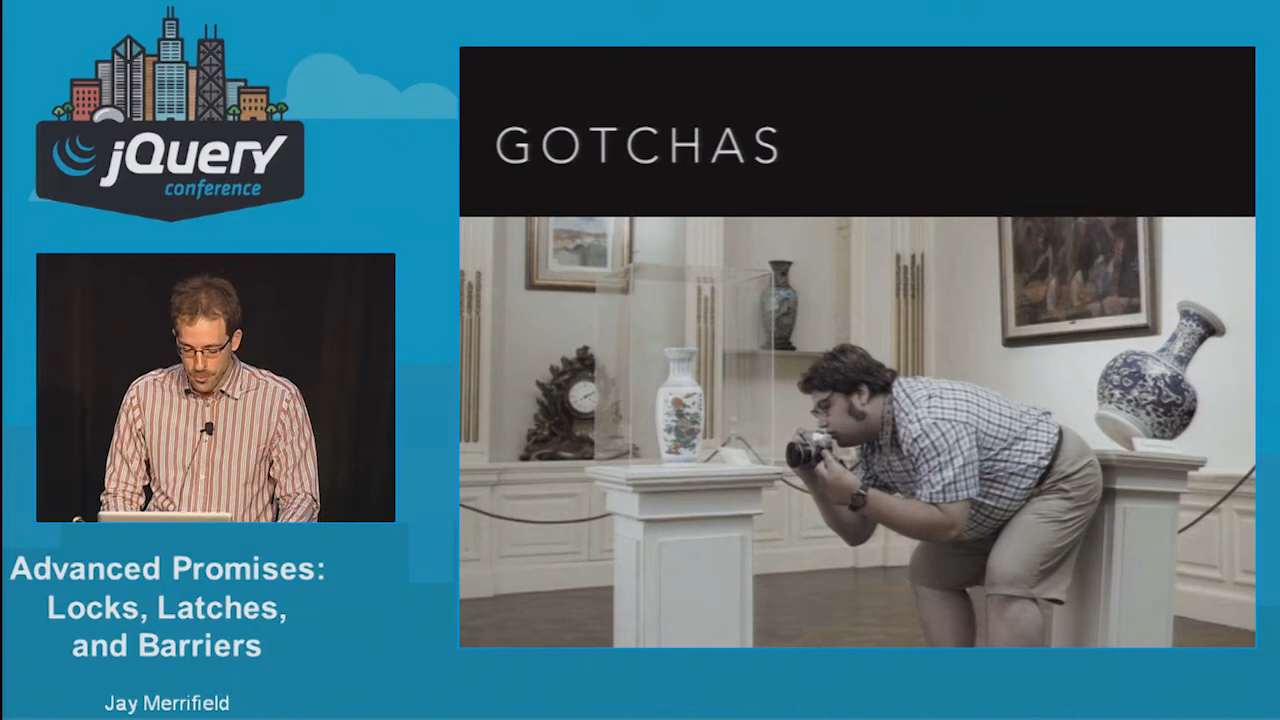 jQuery
conference
GOTCHAS
Advanced Promises:
Locks, Latches,
and Barriers
Jay Merrifield